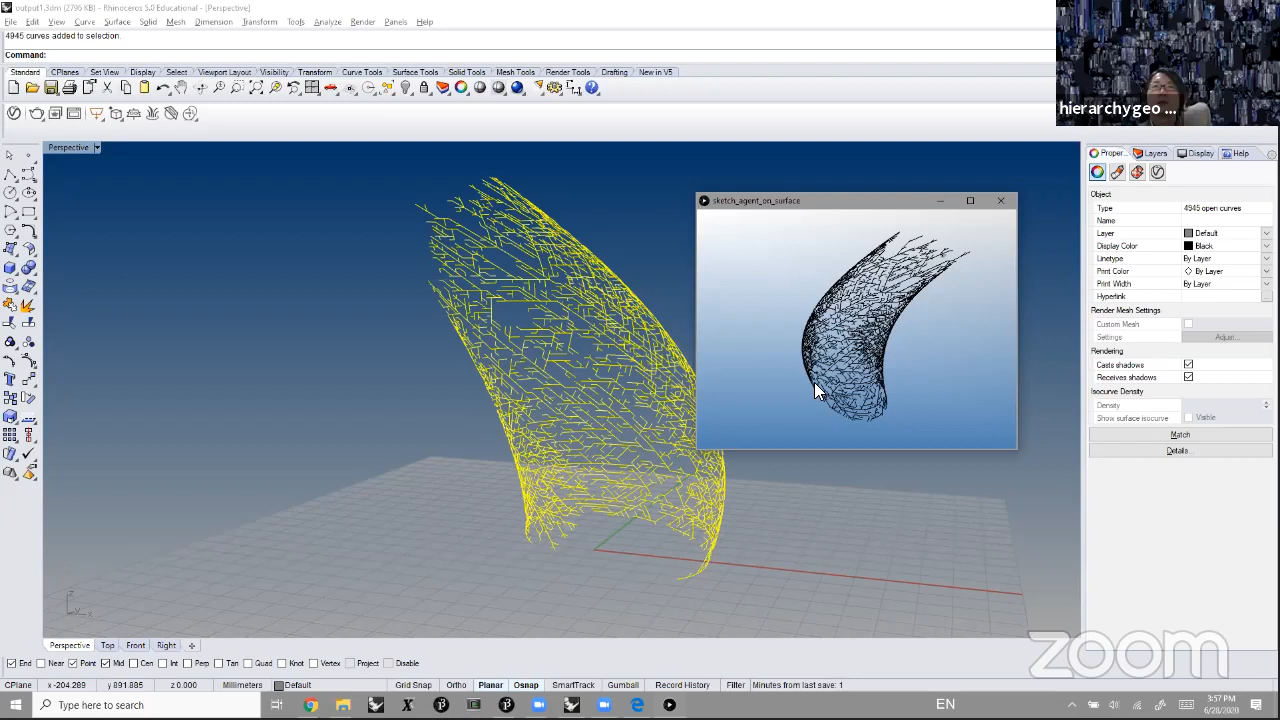 output1.3dm (2796 KB) - Rhinoceros 5.0 Educational - [Perspective]
File Edit View Curve Surface Solid Mesh Dimension Transform Tools Analyze Render Panels Help
4945 curves added to selection.
Command:
Standard CPlanes Set View Display Select Viewport Layout Visibility Transform Curve Tools Surface Tools Solid Tools Mesh Tools Render Tools Drafting New in V5
hierarchygeo ...
Perspective
Proper... Layers Display Help
sketch_agent_on_surface
Object
Type 4945 open curves
Name
Layer Default
Display Color Black
Linetype By Layer
Print Color By Layer
Print Width By Layer
Hyperlink
Render Mesh Settings
Custom Mesh
Settings Adjust...
Rendering
Casts shadows
Receives shadows
Isocurve Density
Density
Show surface isocurve Visible
Match
Details...
z
y x
zoom
Perspective Top Front Right
End Near Point Mid Cen Int Perp Tan Quad Knot Vertex Project Disable
CPlane x -204.289 y 891.885 z 0.000 Millimeters Default Grid Snap Ortho Planar Osnap SmartTrack Gumball Record History Filter Minutes from last save: 1
Type here to search
EN
3:57 PM
6/28/2020